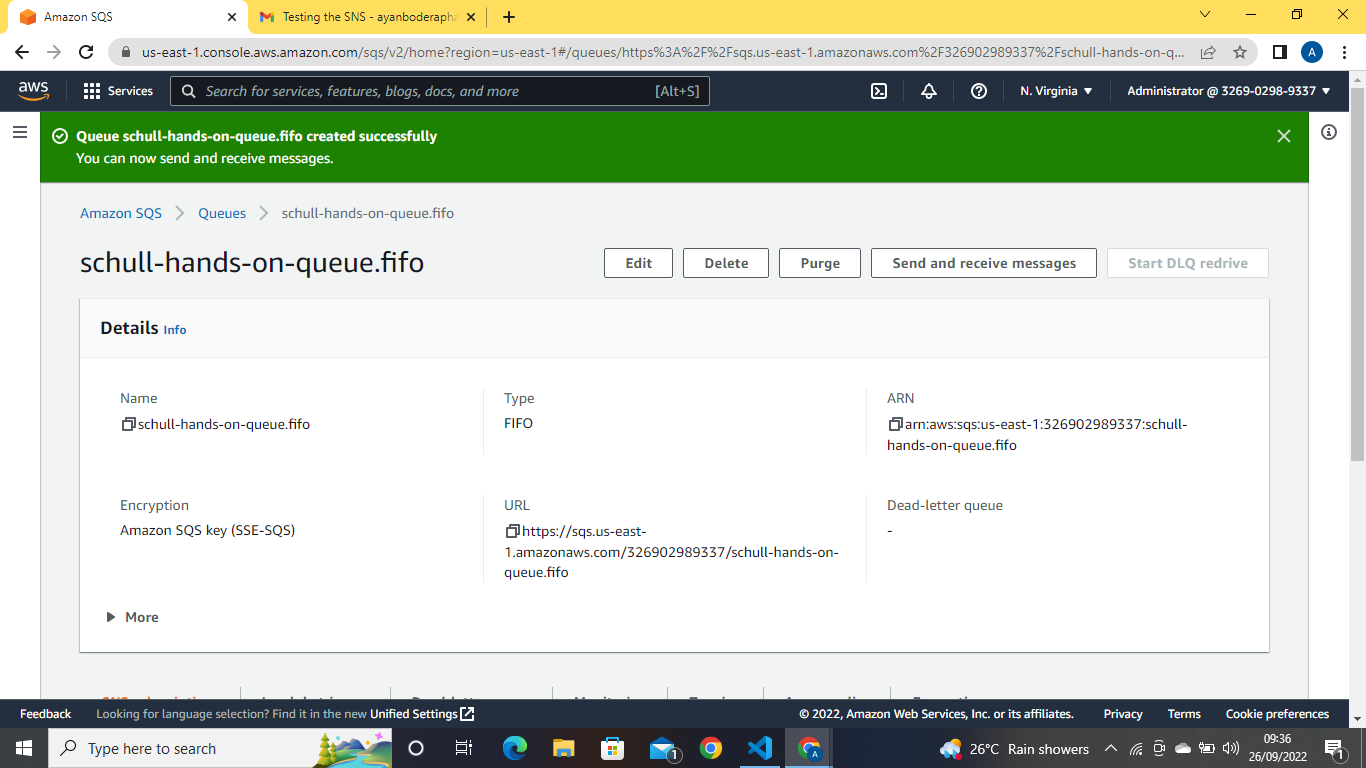 Amazon SQS
Testing the SNS - ayanboderapha
us-east-1.console.aws.amazon.com/sqs/v2/home?region=us-east-1#/queues/https%3A%2F%2Fsqs.us-east-1.amazonaws.com%2F326902989337%2Fschull-hands-on-q...
A
aws
Services
Search for services, features, blogs, docs, and more
[Alt+S]
N. Virginia
Administrator @ 3269-0298-9337
Queue schull-hands-on-queue.fifo created successfully
You can now send and receive messages.
Amazon SQS
Queues
schull-hands-on-queue.fifo
schull-hands-on-queue.fifo
Edit
Delete
Purge
Send and receive messages
Start DLQ redrive
Details Info
Name
schull-hands-on-queue.fifo
Type
FIFO
ARN
arn:aws:sqs:us-east-1:326902989337:schull-
hands-on-queue.fifo
Encryption
Amazon SQS key (SSE-SQS)
URL
https://sqs.us-east-
1.amazonaws.com/326902989337/schull-hands-on-
queue.fifo
Dead-letter queue
-
More
Feedback
Looking for language selection? Find it in the new Unified Settings
© 2022, Amazon Web Services, Inc. or its affiliates.
Privacy
Terms
Cookie preferences
Type here to search
1
A
26°C Rain showers
09:36
26/09/2022
1